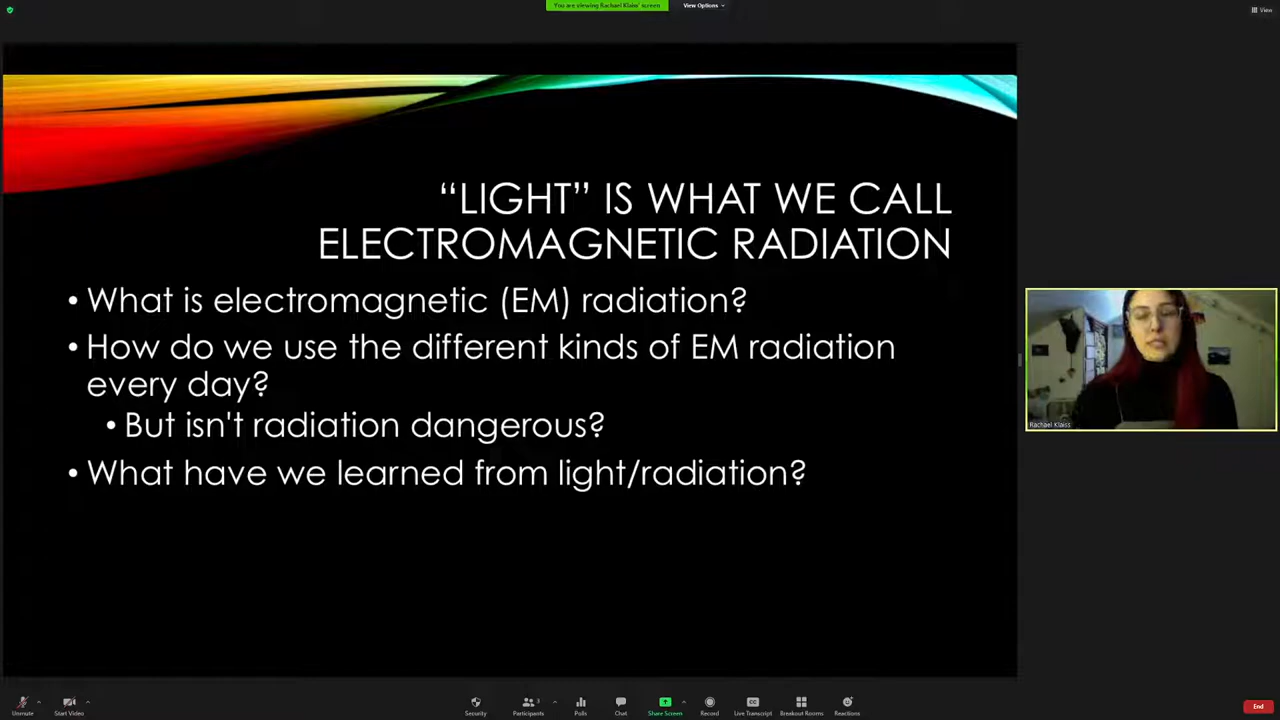 You are viewing Rachael Klaiss' screen
View Options
View
“LIGHT” IS WHAT WE CALL
ELECTROMAGNETIC RADIATION
• What is electromagnetic (EM) radiation?
• How do we use the different kinds of EM radiation
every day?
• But isn't radiation dangerous?
• What have we learned from light/radiation?
Rachael Klaiss
Unmute
Start Video
Security
Participants
3
Polls
Chat
Share Screen
Record
Live Transcript
Breakout Rooms
Reactions
End